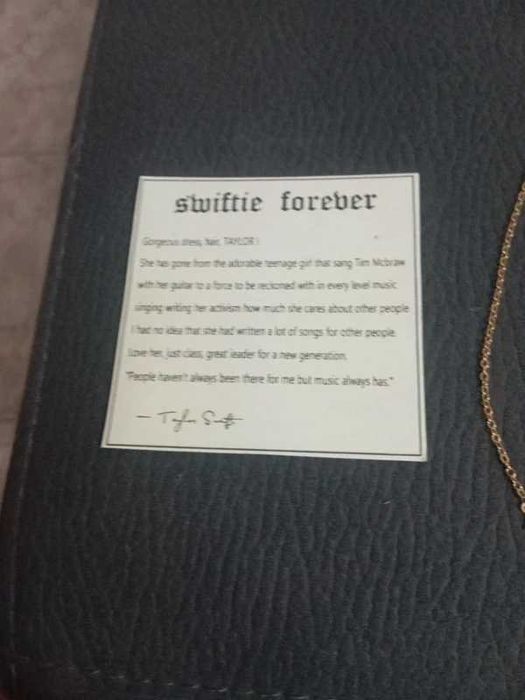 swiftie forever
Gorgeous dress, hair, TAYLOR !
She has gone from the adorable teenage girl that sang Tim Mcbraw
with her guitar to a force to be reckoned with in every level music
singing writing her activism how much she cares about other people
I had no idea that she had written a lot of songs for other people.
Love her, just class, great leader for a new generation.
"People haven't always been there for me but music always has."
— Taylor Swift